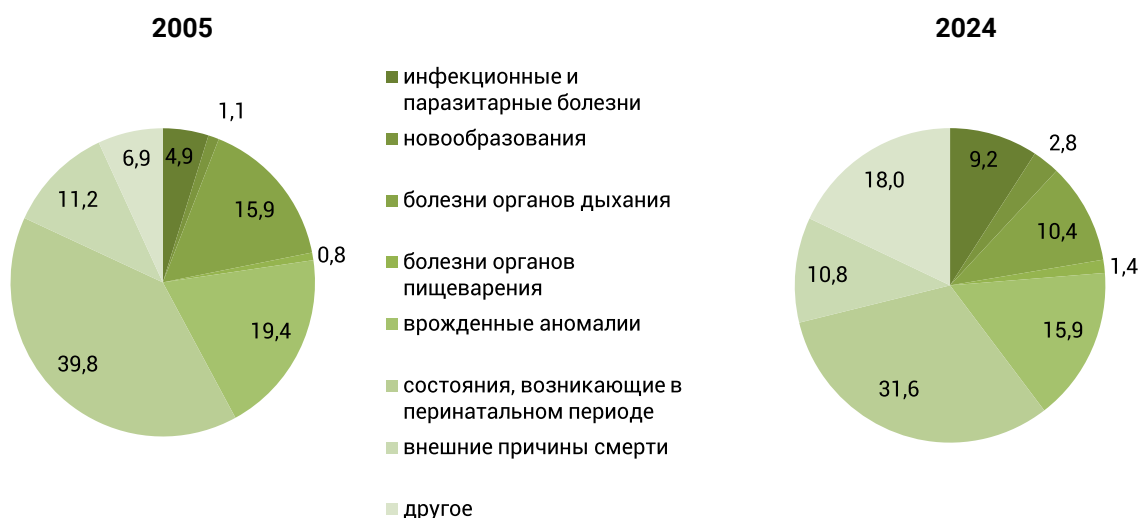 2005
2024
1,1
4,9
6,9
11,2
15,9
0,8
19,4
39,8
инфекционные и
паразитарные болезни
новообразования
болезни органов дыхания
болезни органов
пищеварения
врожденные аномалии
состояния, возникающие в
перинатальном периоде
внешние причины смерти
другое
2,8
9,2
18,0
10,4
1,4
10,8
15,9
31,6